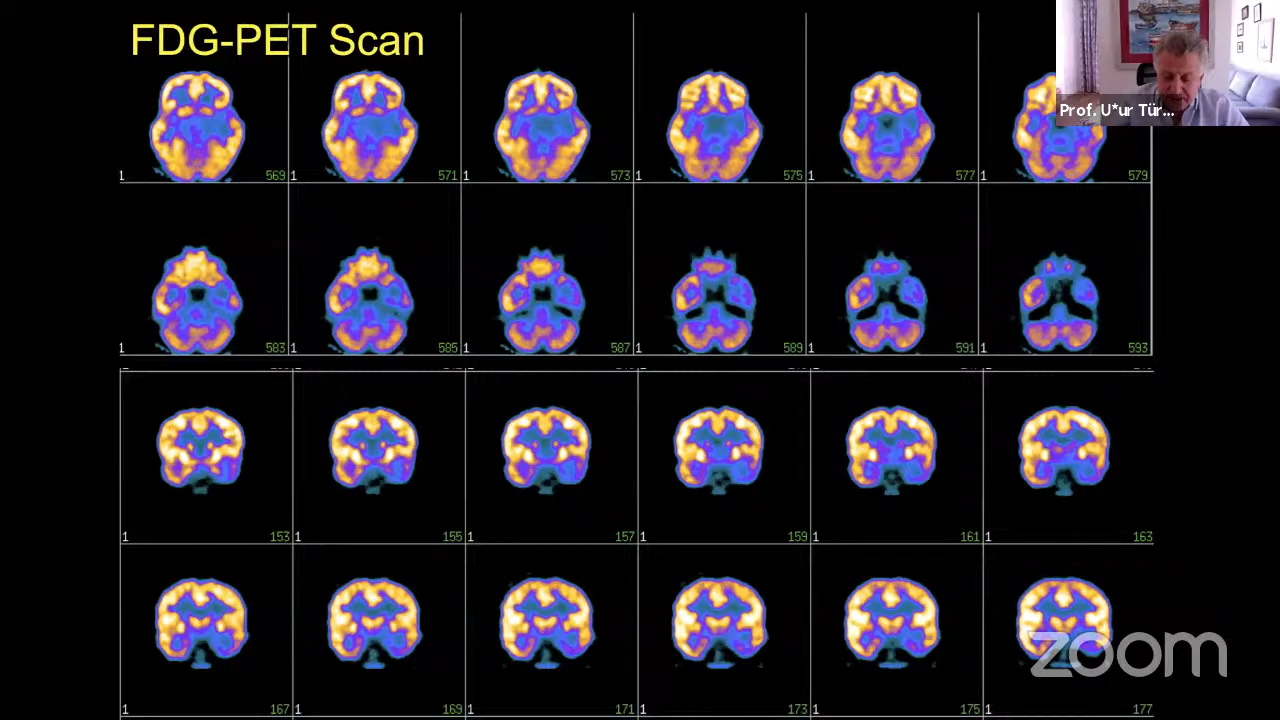 FDG-PET Scan
Prof. U*ur Tür...
1 569 1 571 1 573 1 575 1 577 1 579
1 583 1 585 1 587 1 589 1 591 1 593
1 153 1 155 1 157 1 159 1 161 1 163
1 167 1 169 1 171 1 173 1 175 1 177
zoom